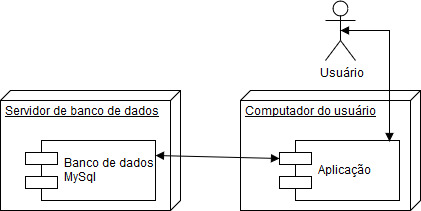 Usuário
Servidor de banco de dados
Computador do usuário
Banco de dados
MySql
Aplicação